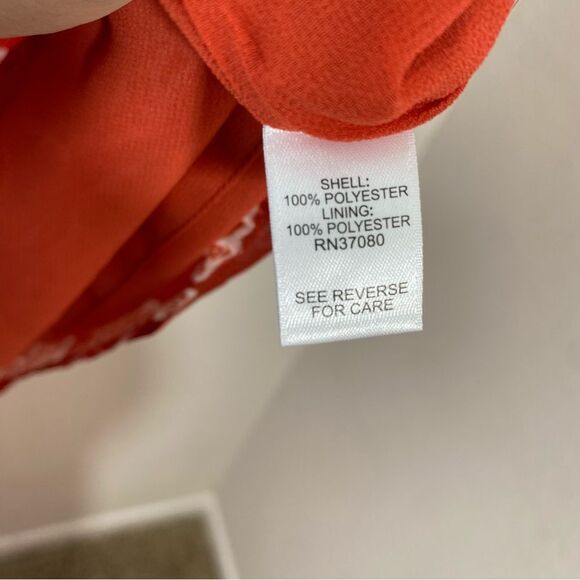 SHELL:
100% POLYESTER
LINING:
100% POLYESTER
RN37080
SEE REVERSE
FOR CARE